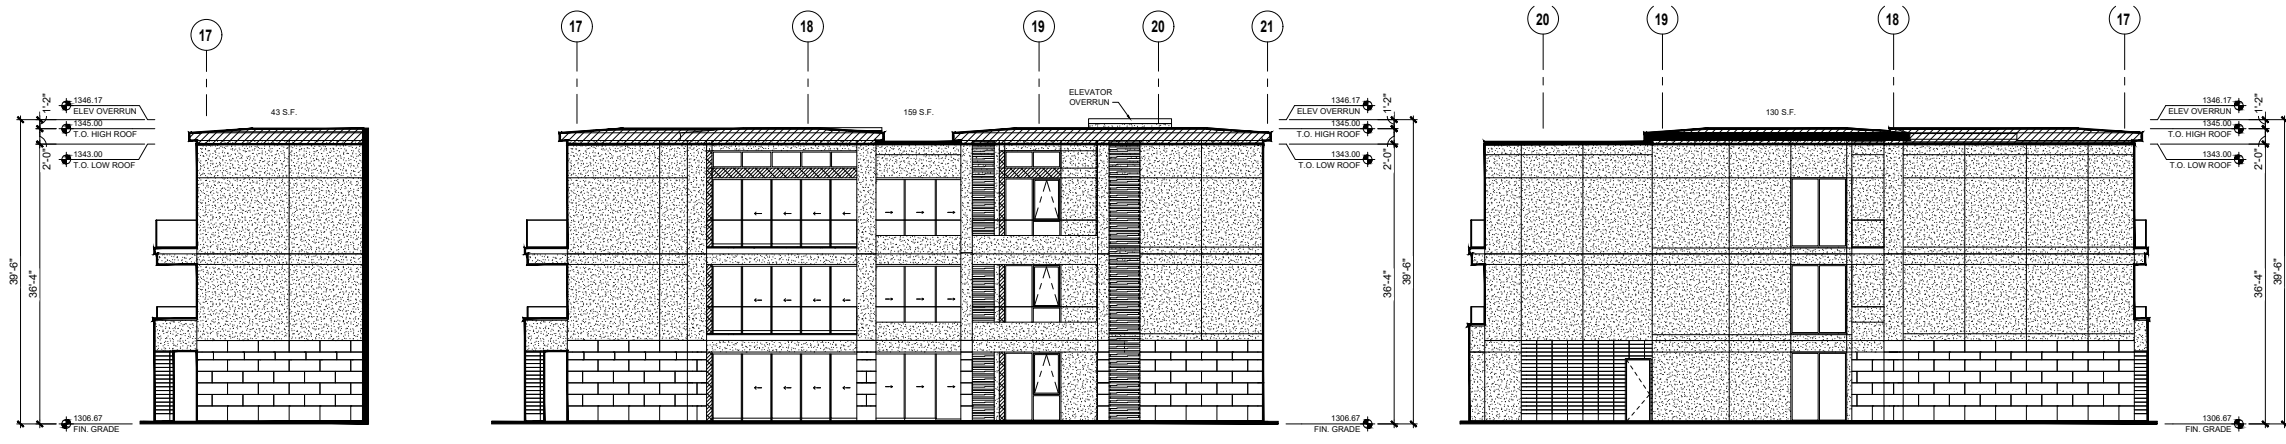 17
1346.17
ELEV OVERRUN
1345.00
T.O. HIGH ROOF
1343.00
T.O. LOW ROOF
1'-2"
2'-0"
39'-6"
36'-4"
43 S.F.
1306.67
FIN. GRADE
17
18
19
20
21
159 S.F.
ELEVATOR
OVERRUN
1346.17
ELEV OVERRUN
1345.00
T.O. HIGH ROOF
1343.00
T.O. LOW ROOF
1'-2"
2'-0"
36'-4"
39'-6"
1306.67
FIN. GRADE
20
19
18
17
130 S.F.
1346.17
ELEV OVERRUN
1345.00
T.O. HIGH ROOF
1343.00
T.O. LOW ROOF
1'-2"
2'-0"
36'-4"
39'-6"
1306.67
FIN. GRADE